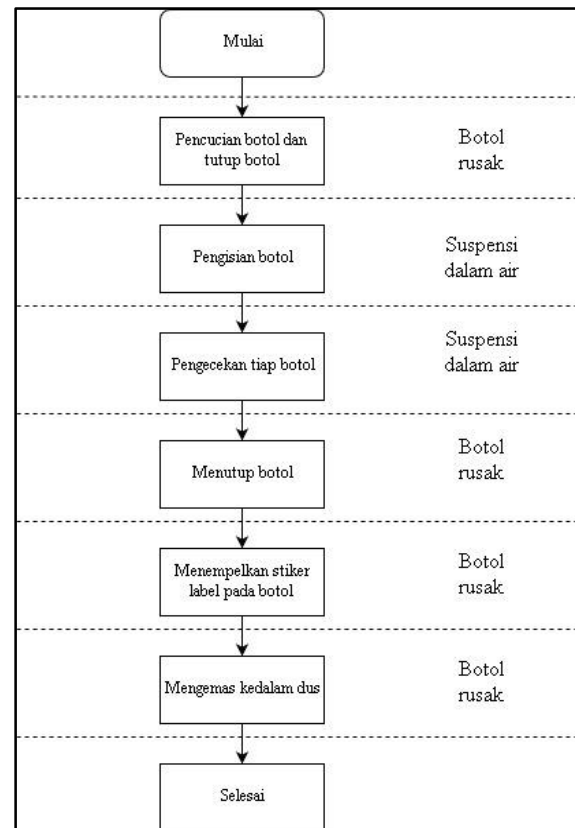 Mulai
Pencucian botol dan
tutup botol
Botol
rusak
Pengisian botol
Suspensi
dalam air
Pengecekan tiap botol
Suspensi
dalam air
Menutup botol
Botol
rusak
Menempelkan stiker
label pada botol
Botol
rusak
Mengemas kedalam dus
Botol
rusak
Selesai